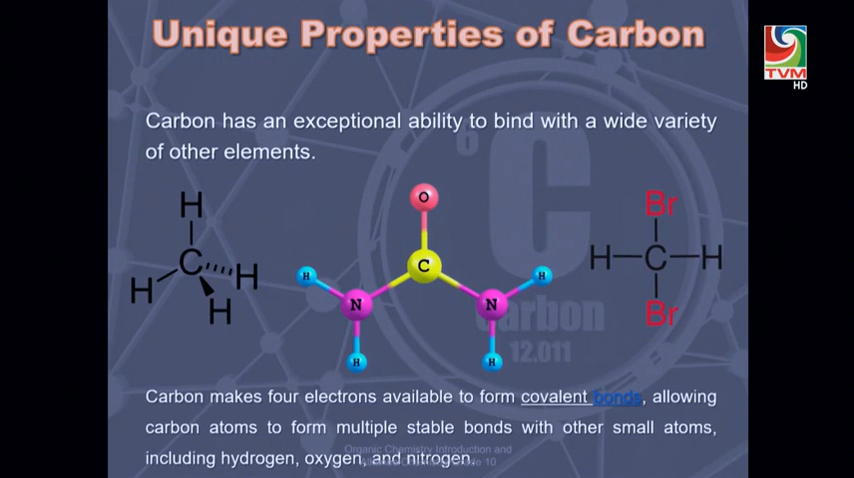 Unique Properties of Carbon
TVM
HD
Carbon has an exceptional ability to bind with a wide variety
of other elements.
6
C
Carbon
12.011
H
C
H
H
H
O
C
H
H
N
N
H
H
Br
H
C
H
Br
Carbon makes four electrons available to form covalent bonds, allowing
carbon atoms to form multiple stable bonds with other small atoms,
including hydrogen, oxygen, and nitrogen.
Organic Chemistry Introduction and
10